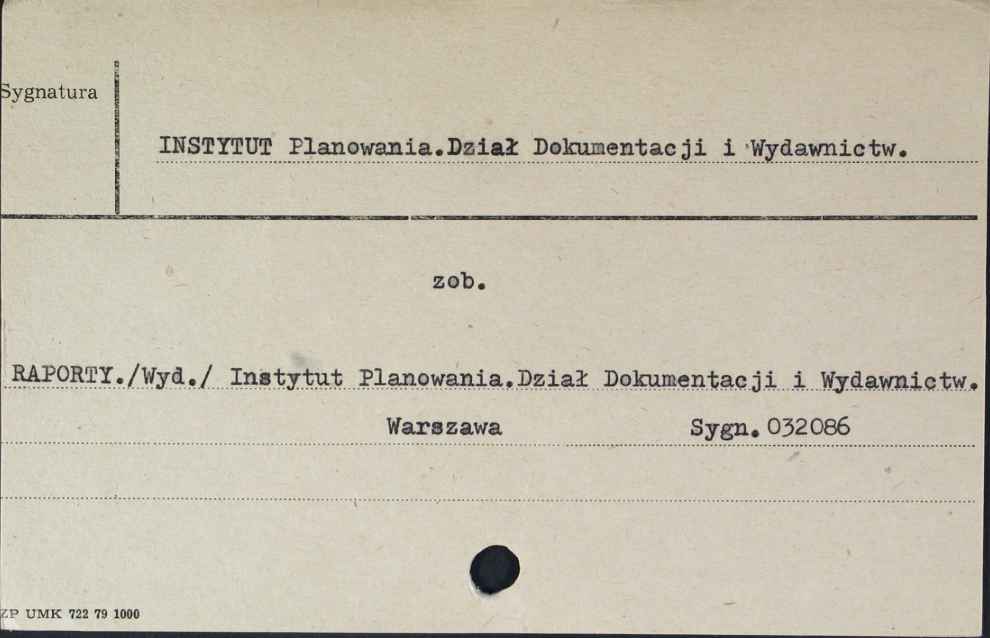 Sygnatura
INSTYTUT Planowania.Dział Dokumentacji i Wydawnictw.
zob.
RAPORTY./Wyd./ Instytut Planowania.Dział Dokumentacji i Wydawnictw.
Warszawa Sygn. 032086
ZP UMK 722 79 1000